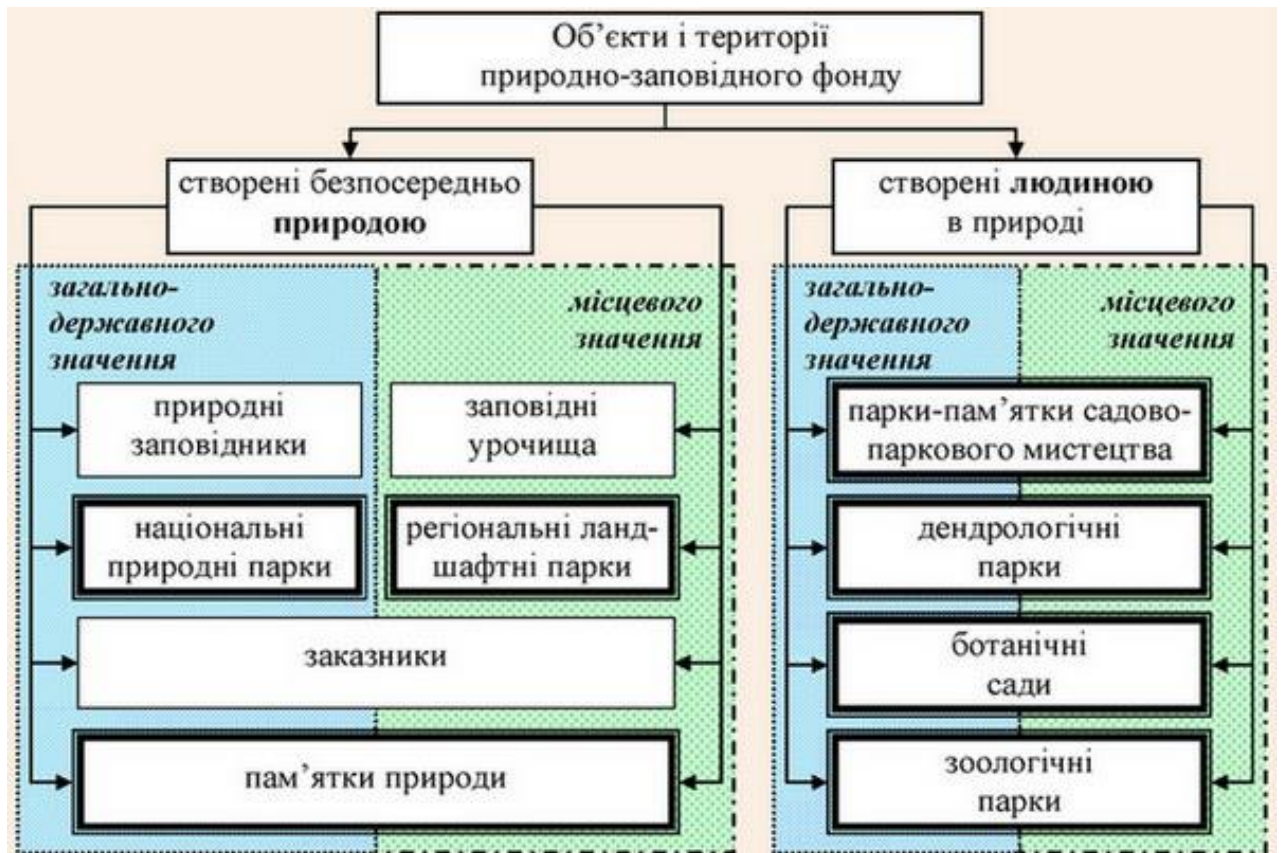 Об’єкти і території
природно-заповідного фонду
створені безпосередньо
природою
створені людиною
в природі
загально-
державного
значення
місцевого
значення
природні
заповідники
заповідні
урочища
національні
природні парки
регіональні ланд-
шафтні парки
заказники
пам’ятки природи
загально-
державного
значення
місцевого
значення
парки-пам’ятки садово-
паркового мистецтва
дендрологічні
парки
ботанічні
сади
зоологічні
парки